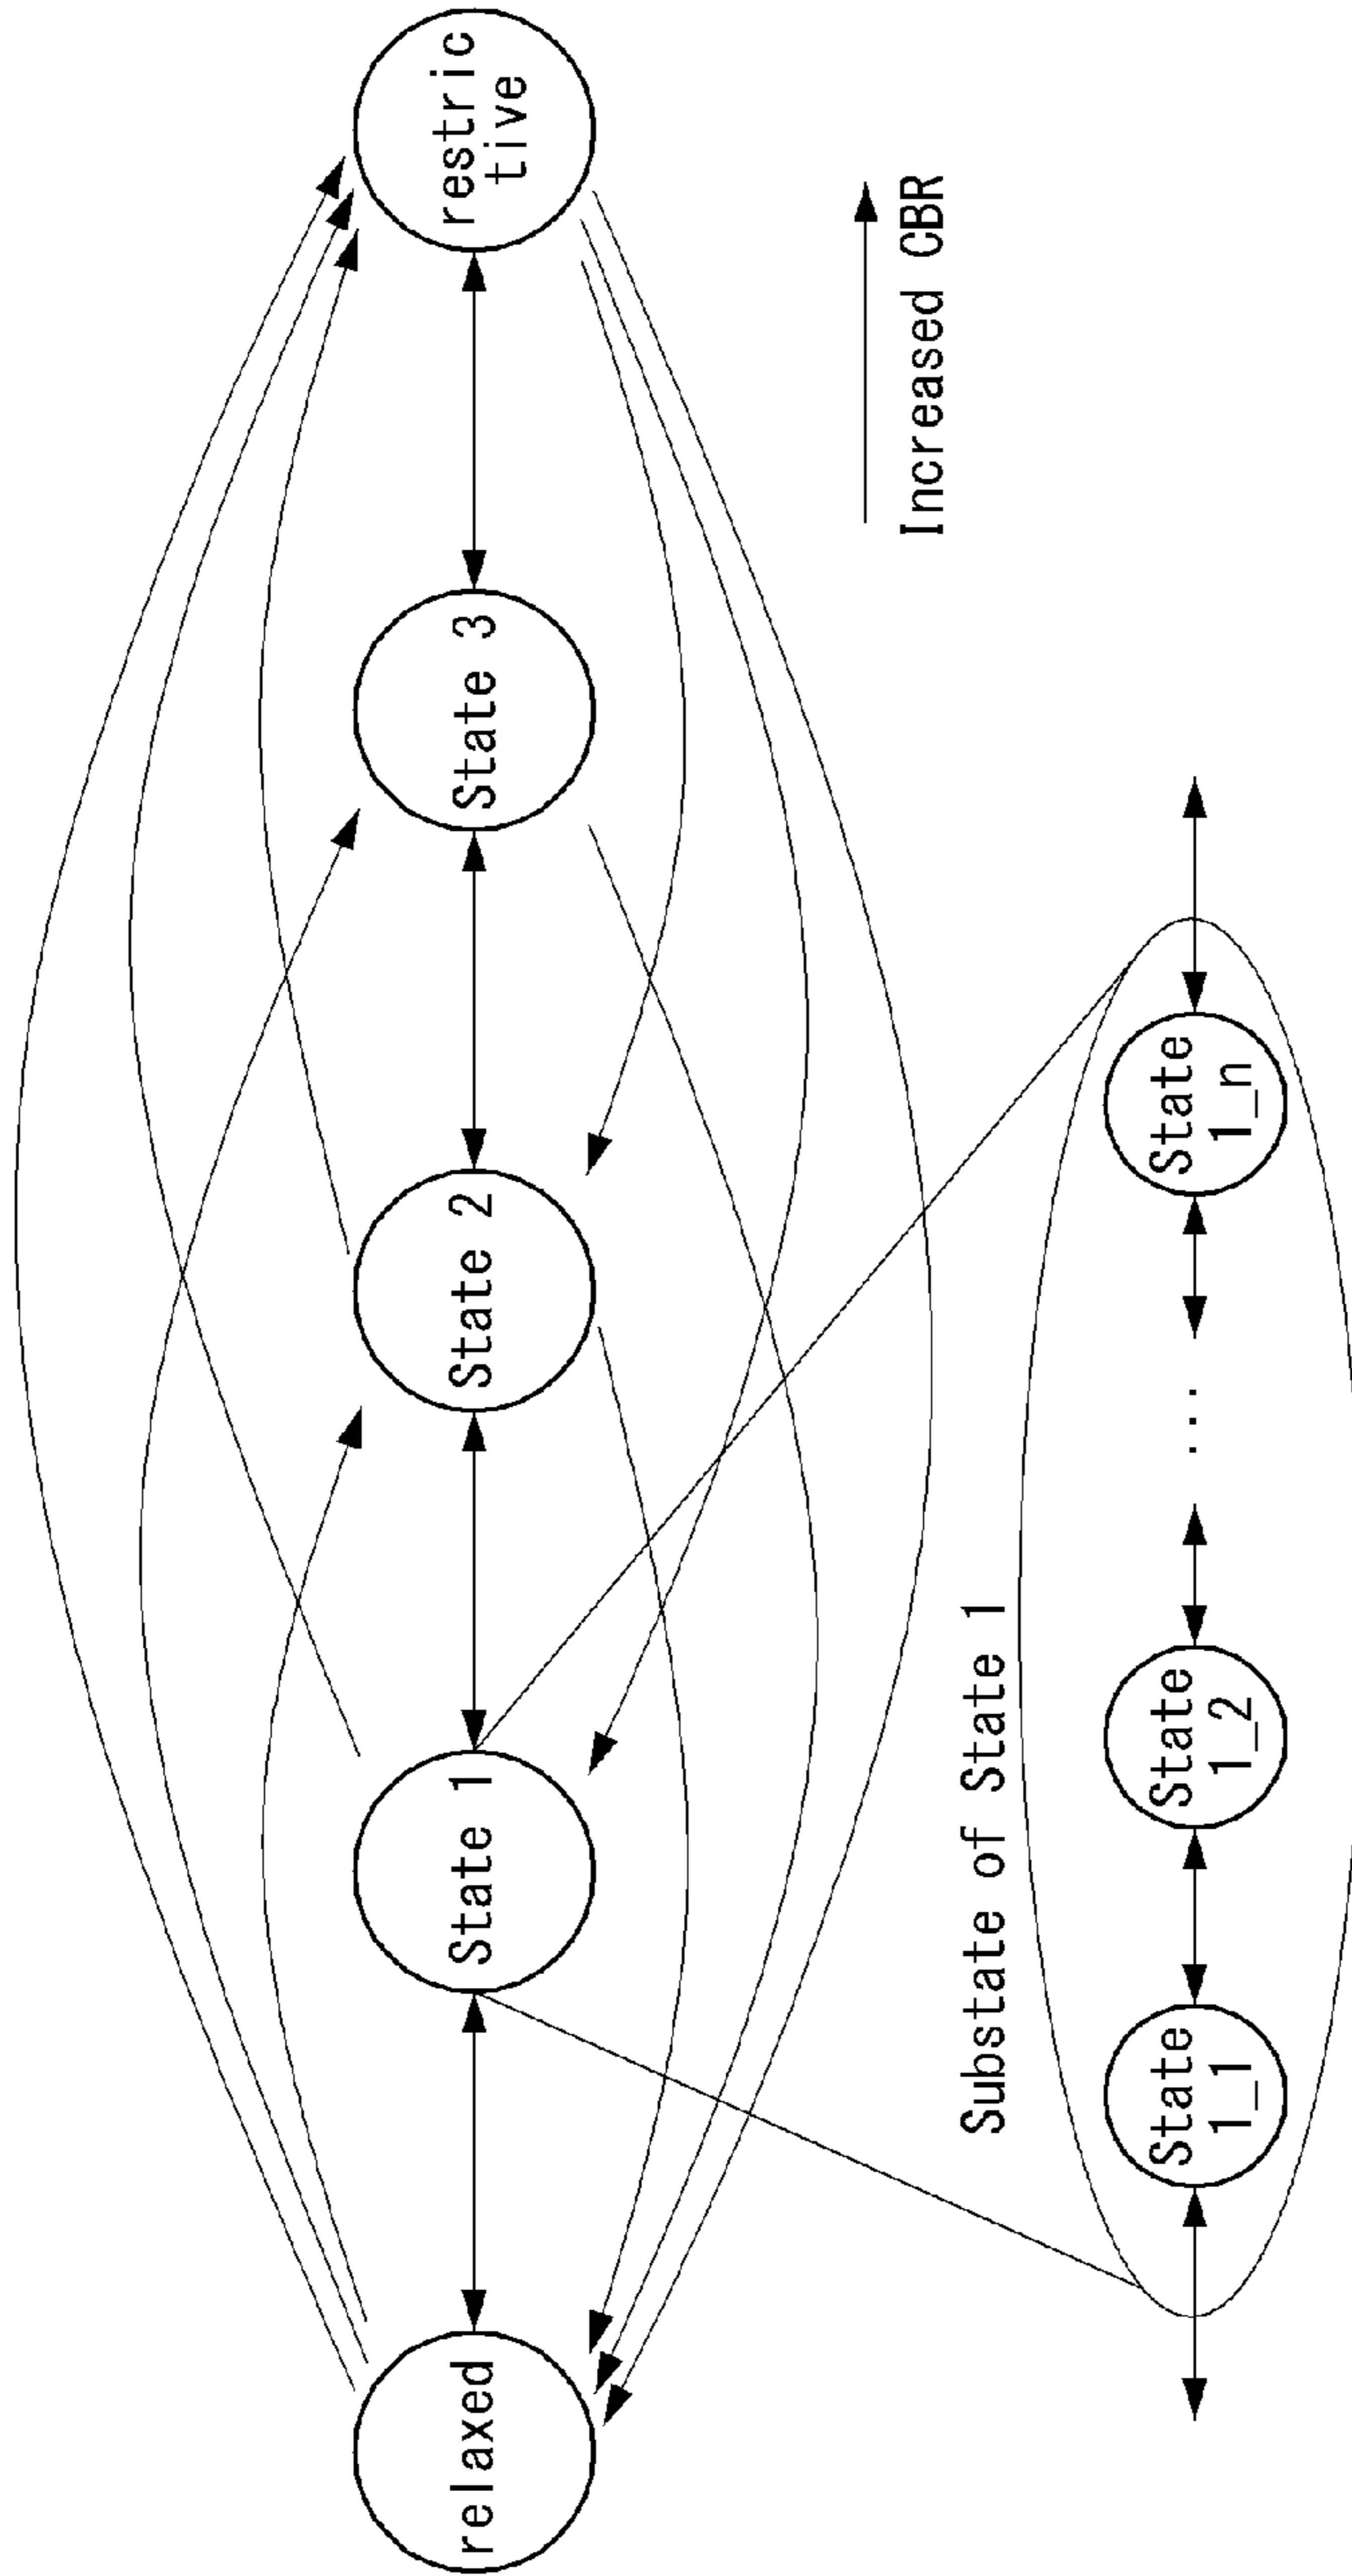 relaxed
State 1
State 2
State 3
restric
tive
Increased CBR
Substate of State 1
State
1_1
State
1_2
...
State
1_n